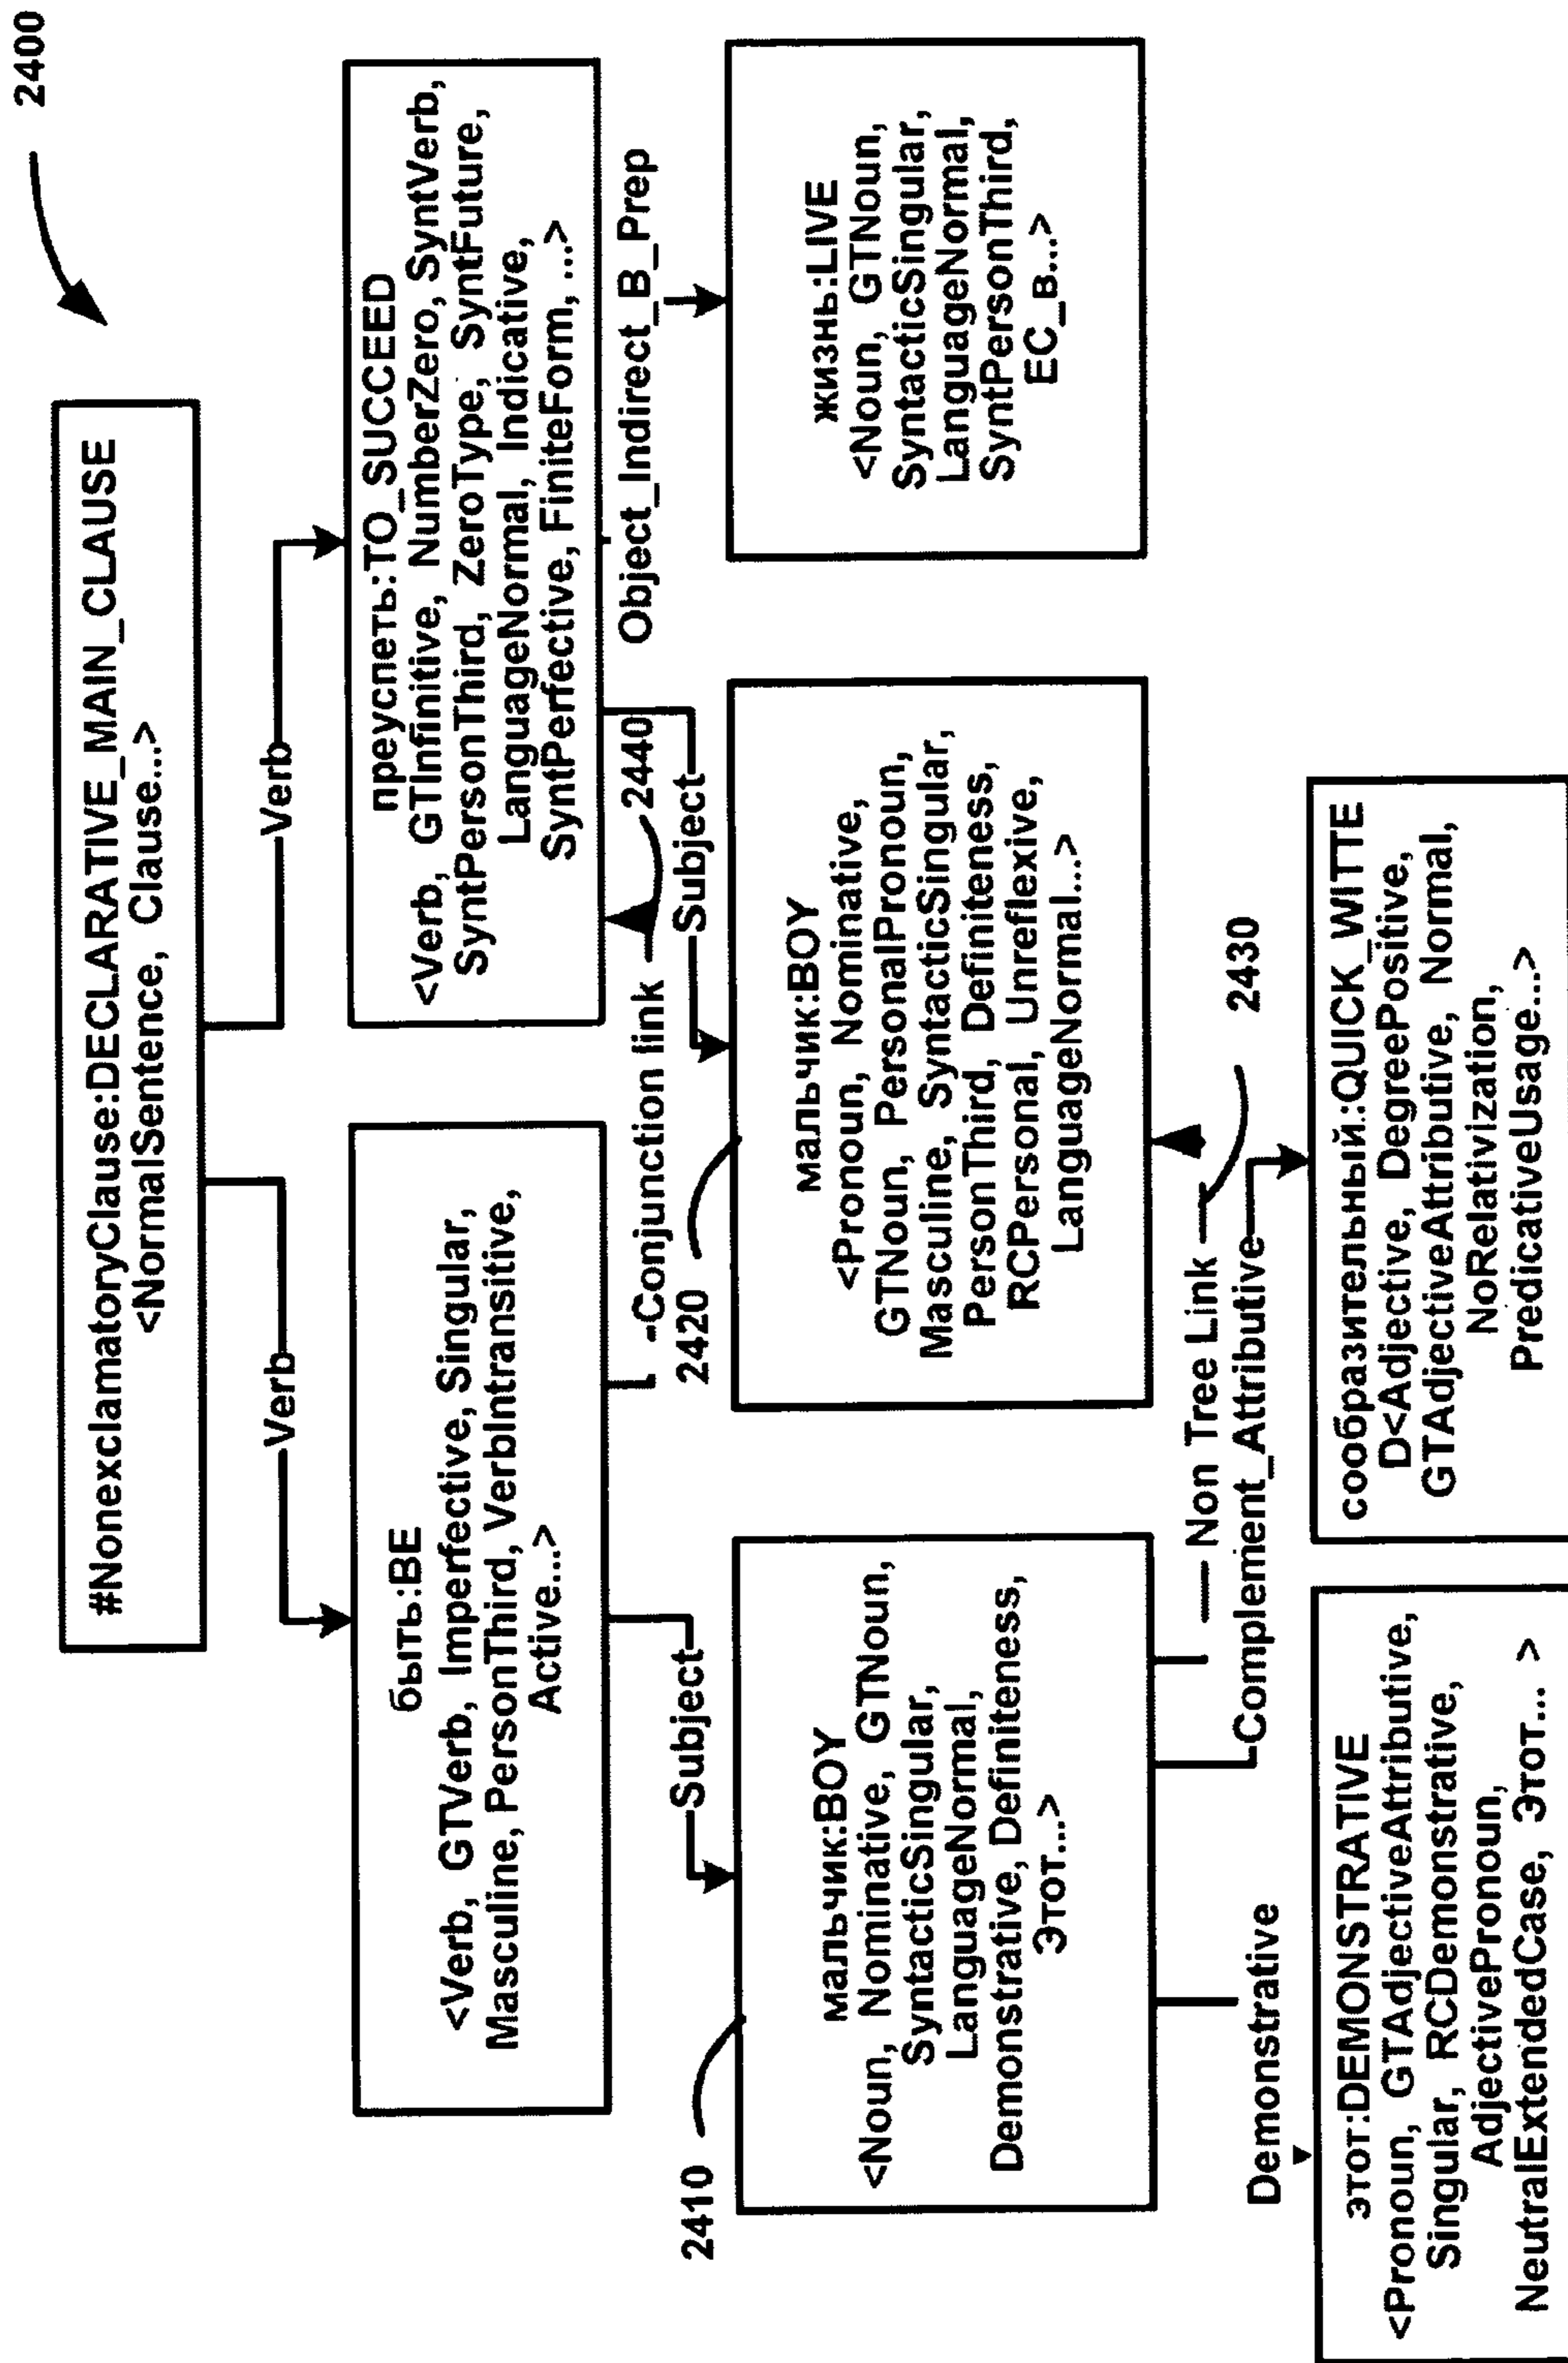 2400
#NonexclamatoryClause:DECLARATIVE_MAIN_CLAUSE
<NormalSentence, Clause...>
Verb
Verb
быть:BE
<Verb, GTVerb, Imperfective, Singular,
Masculine, PersonThird, VerbIntransitive,
Active...>
преуспеть:TO_SUCCEED
<Verb, GTInfinitive, NumberZero, SyntVerb,
SyntPersonThird, ZeroType, SyntFuture,
LanguageNormal, Indicative,
SyntPerfective, FiniteForm, ...>
Subject
Conjunction link
2440
Subject
Object_Indirect_B_Prep
2410
мальчик:BOY
<Noun, Nominative, GTNoun,
SyntacticSingular,
LanguageNormal,
Demonstrative, Definiteness,
Этот...>
2420
мальчик:BOY
<Pronoun, Nominative,
GTNoun, PersonalPronoun,
Masculine, SyntacticSingular,
PersonThird, Definiteness,
RCPersonal, Unreflexive,
LanguageNormal...>
жизнь:LIVE
<Noun, GTNoun,
SyntacticSingular,
LanguageNormal,
SyntPersonThird,
EC_в...>
Demonstrative
Non Tree Link
2430
Complement_Attributive
этот:DEMONSTRATIVE
<Pronoun, GTAdjectiveAttributive,
Singular, RCDemonstrative,
AdjectivePronoun,
NeutralExtendedCase, Этот... >
сообразительный:QUICK_WITTE
D<Adjective, DegreePositive,
GTAdjectiveAttributive, Normal,
NoRelativization,
PredicativeUsage...>